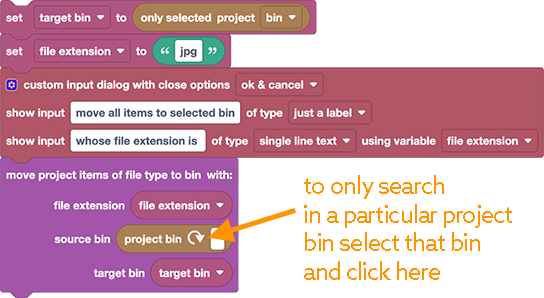 set target bin to only selected project bin
set file extension to “ jpg ”
custom input dialog with close options ok & cancel
show input move all items to selected bin of type just a label
show input whose file extension is of type single line text using variable file extension
move project items of file type to bin with:
file extension file extension
source bin project bin
target bin target bin
to only search
in a particular project
bin select that bin
and click here